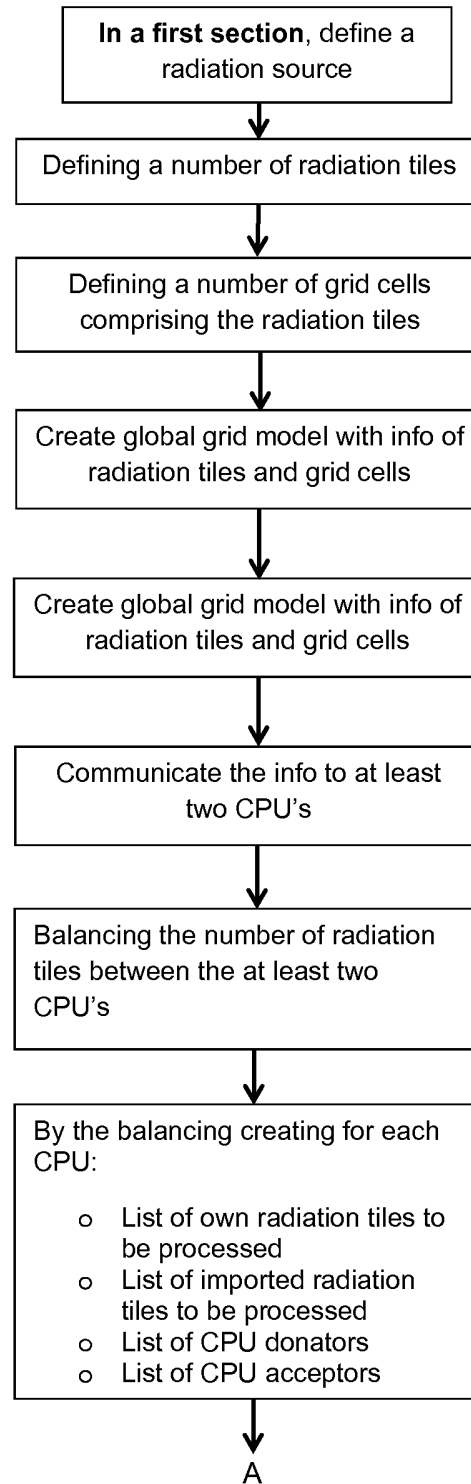 In a first section, define a
radiation source
Defining a number of radiation tiles
Defining a number of grid cells
comprising the radiation tiles
Create global grid model with info of
radiation tiles and grid cells
Create global grid model with info of
radiation tiles and grid cells
Communicate the info to at least
two CPU's
Balancing the number of radiation
tiles between the at least two
CPU's
By the balancing creating for each
CPU:
o List of own radiation tiles to
be processed
o List of imported radiation
tiles to be processed
o List of CPU donators
o List of CPU acceptors
A